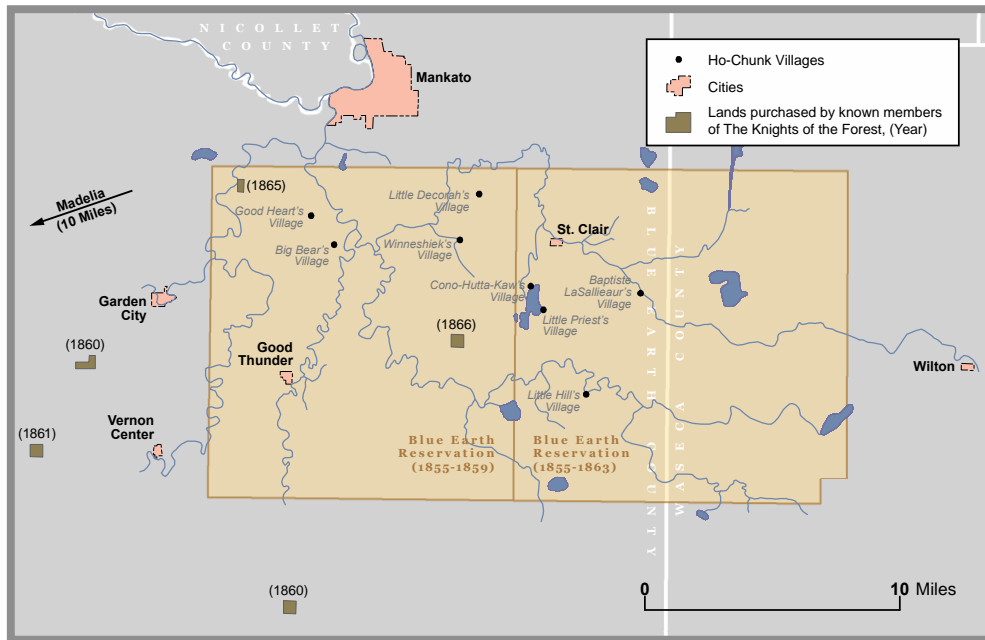 NICOLLET
COUNTY
Mankato
Ho-Chunk Villages
Cities
Lands purchased by known members
of The Knights of the Forest, (Year)
Madelia
(10 Miles)
(1865)
Good Heart's
Village
Big Bear's
Village
Little Decorah's
Village
Winneshiek's
Village
St. Clair
Cono-Hutta-Kaw's
Village
Baptiste
LaSallieaur's
Village
Little Priest's
Village
Garden
City
(1860)
Good
Thunder
(1866)
Wilton
Little Hill's
Village
Vernon
Center
(1861)
Blue Earth
Reservation
(1855-1859)
Blue Earth
Reservation
(1855-1863)
BLUE EARTH COUNTY
WASECA COUNTY
(1860)
0 10 Miles